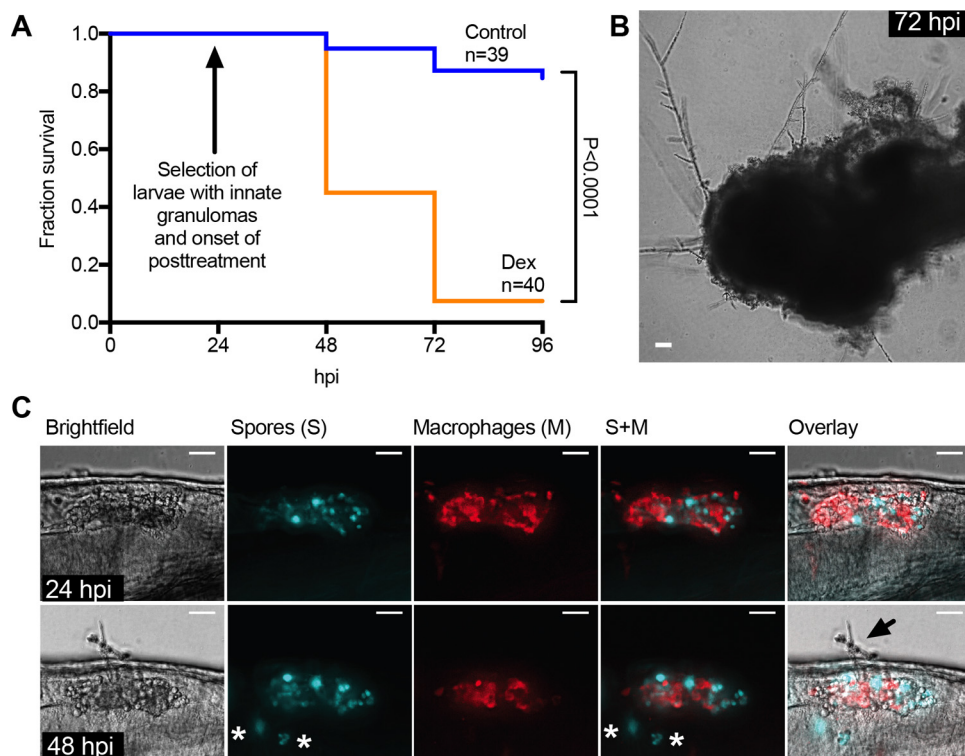 A
Fraction survival
1.0
0.8
0.6
0.4
0.2
0.0
0
24
48
72
96
hpi
Selection of
larvae with innate
granulomas
and onset of
posttreatment
Control
n=39
Dex
n=40
P<0.0001
B
72 hpi
C
Brightfield
Spores (S)
Macrophages (M)
S+M
Overlay
24 hpi
48 hpi
*
*
*
*